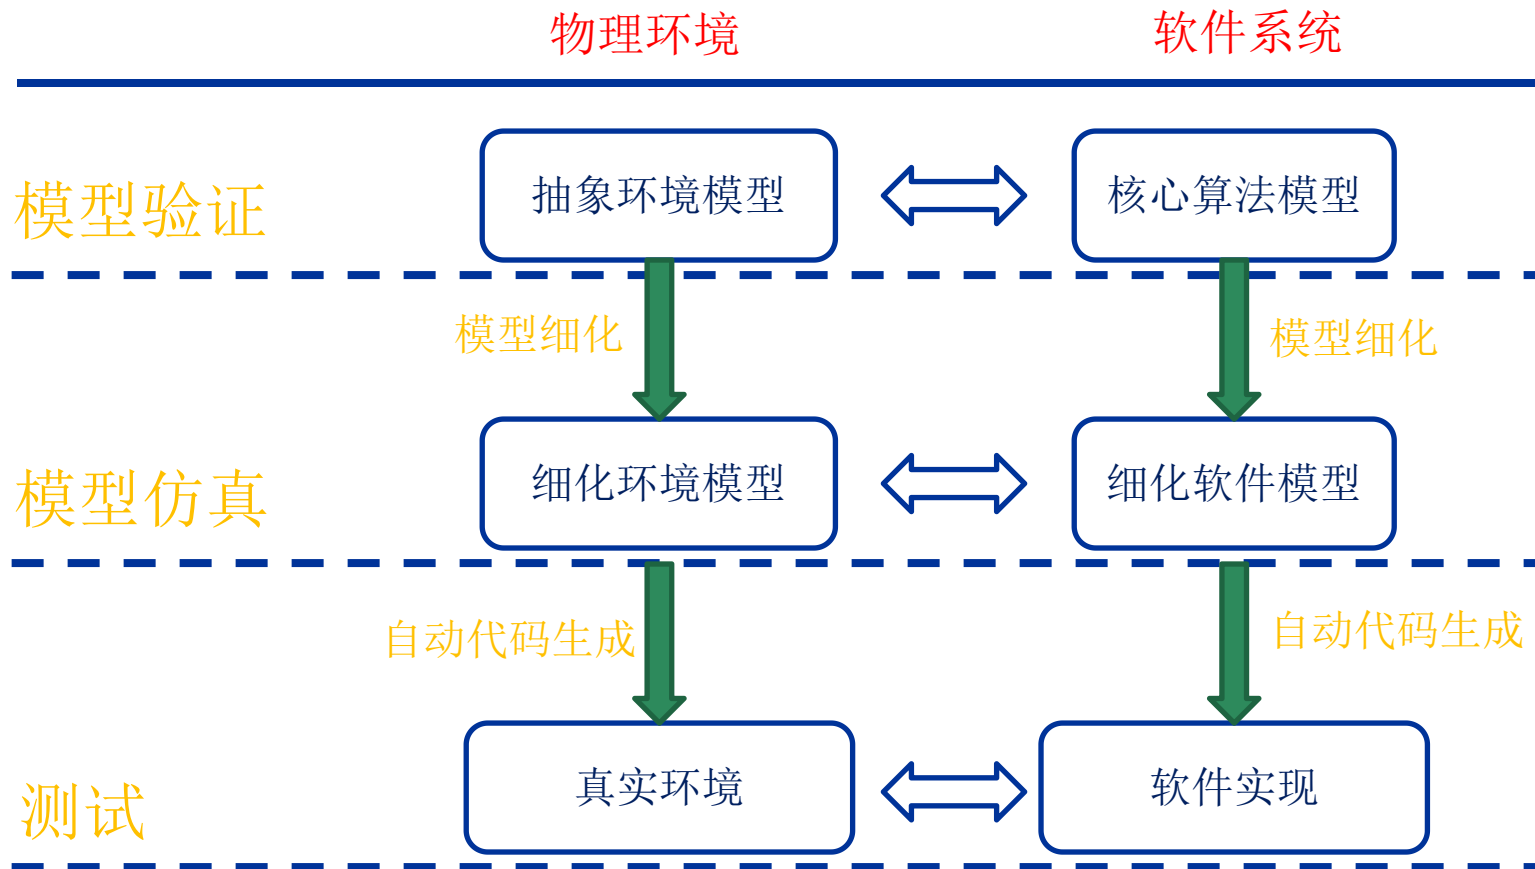 物理环境
软件系统
模型验证
抽象环境模型
核心算法模型
模型细化
模型细化
模型仿真
细化环境模型
细化软件模型
自动代码生成
自动代码生成
测试
真实环境
软件实现